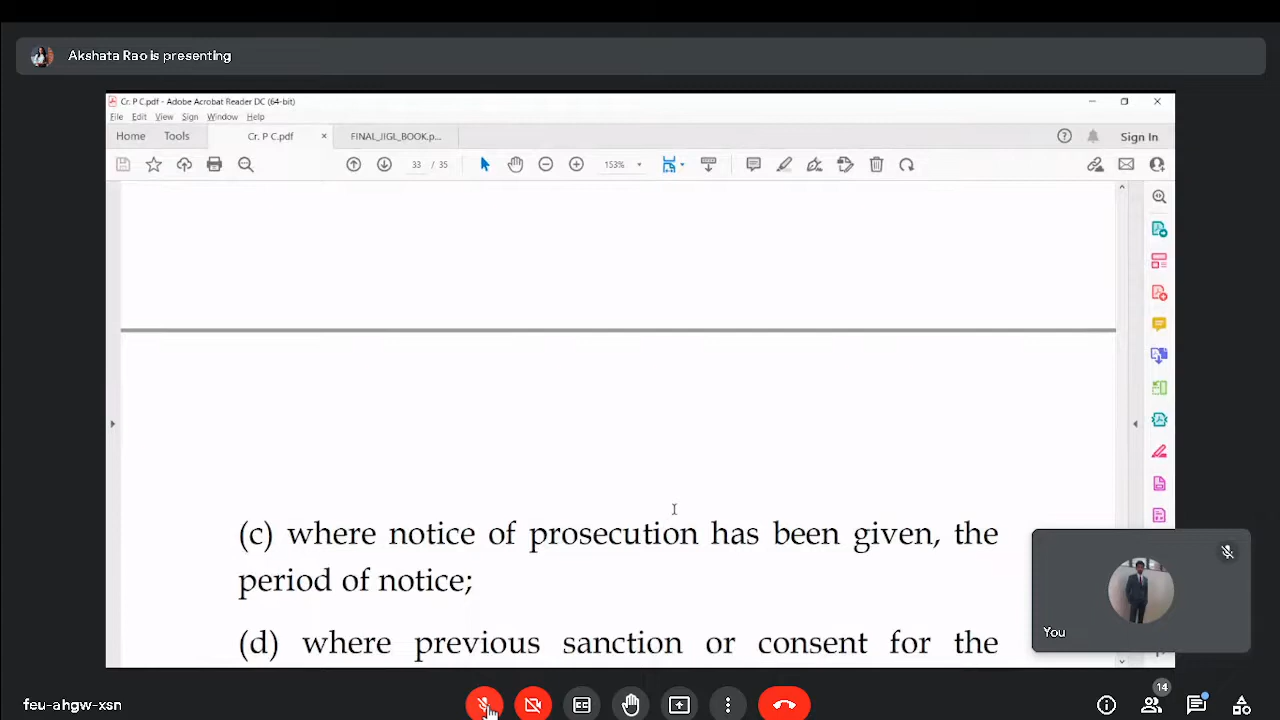 Akshata Rao is presenting
Cr. P C.pdf - Adobe Acrobat Reader DC (64-bit)
File Edit View Sign Window Help
Home Tools Cr. P C.pdf × FINAL_IIGL_BOOK.p... Sign In
33 / 35 153%
(c) where notice of prosecution has been given, the
period of notice;
(d) where previous sanction or consent for the
You
feu-ahgw-xsn
14